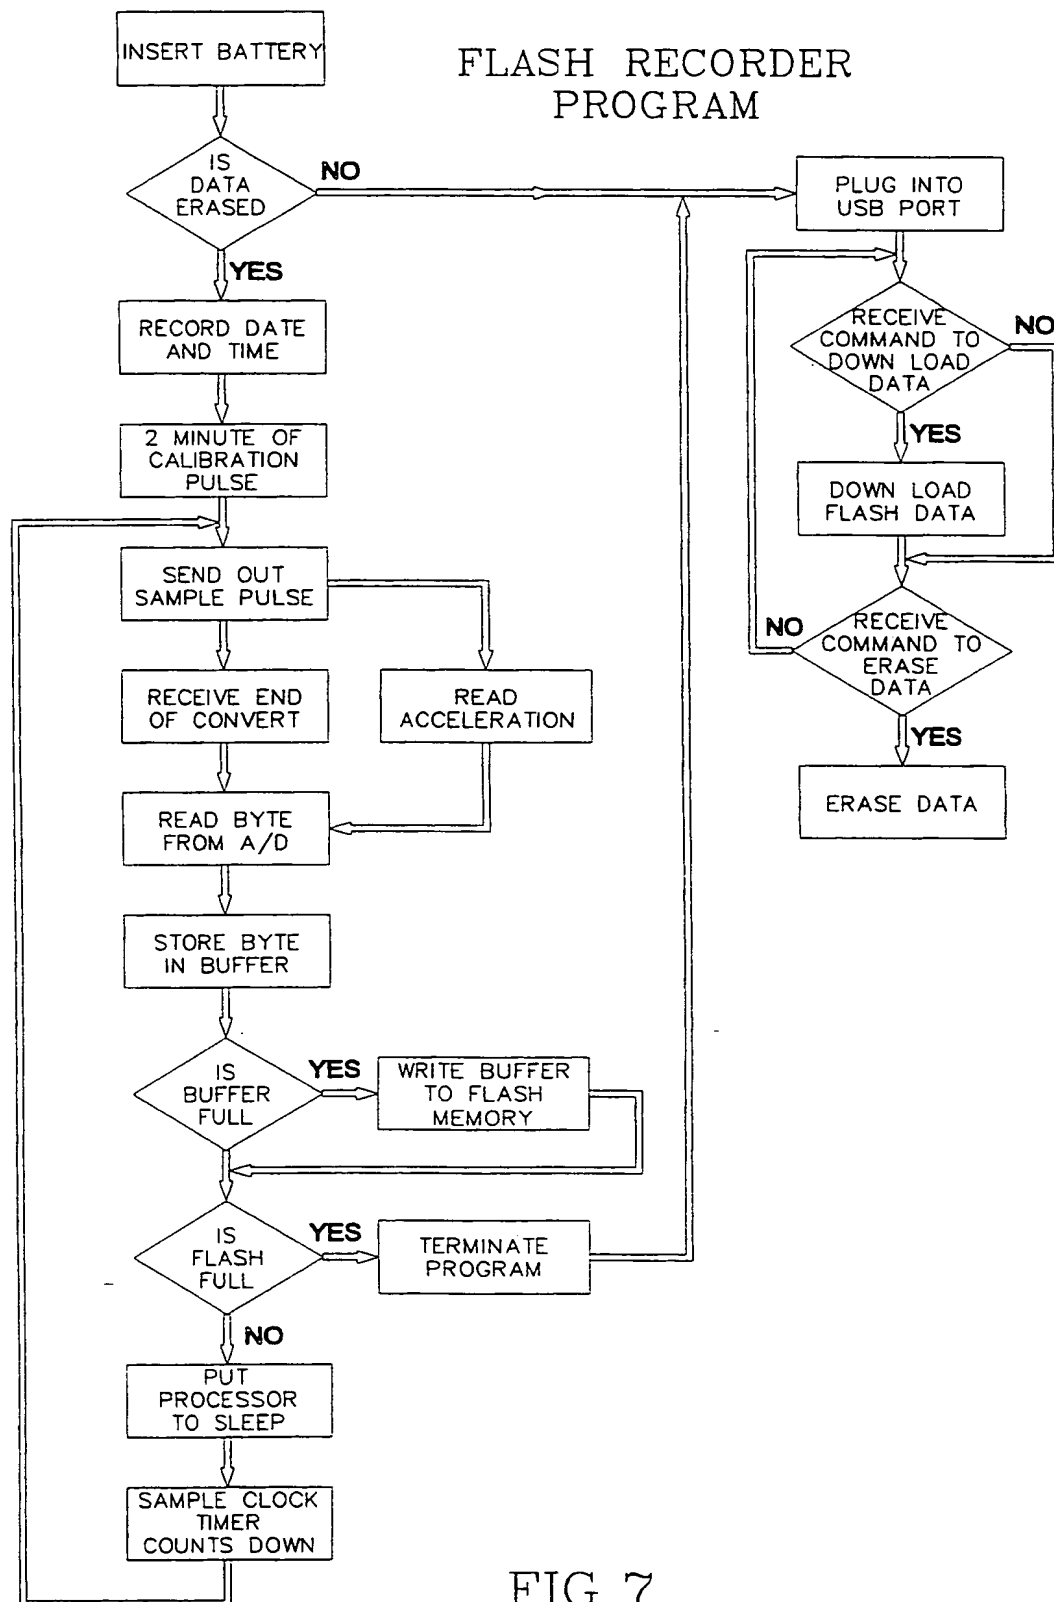 INSERT BATTERY
FLASH RECORDER
PROGRAM
IS
DATA
ERASED
NO
YES
RECORD DATE
AND TIME
2 MINUTE OF
CALIBRATION
PULSE
SEND OUT
SAMPLE PULSE
RECEIVE END
OF CONVERT
READ
ACCELERATION
READ BYTE
FROM A/D
STORE BYTE
IN BUFFER
IS
BUFFER
FULL
YES
WRITE BUFFER
TO FLASH
MEMORY
IS
FLASH
FULL
YES
TERMINATE
PROGRAM
NO
PUT
PROCESSOR
TO SLEEP
SAMPLE CLOCK
TIMER
COUNTS DOWN
PLUG INTO
USB PORT
RECEIVE
COMMAND TO
DOWN LOAD
DATA
NO
YES
DOWN LOAD
FLASH DATA
RECEIVE
COMMAND TO
ERASE
DATA
NO
YES
ERASE DATA
FIG 7